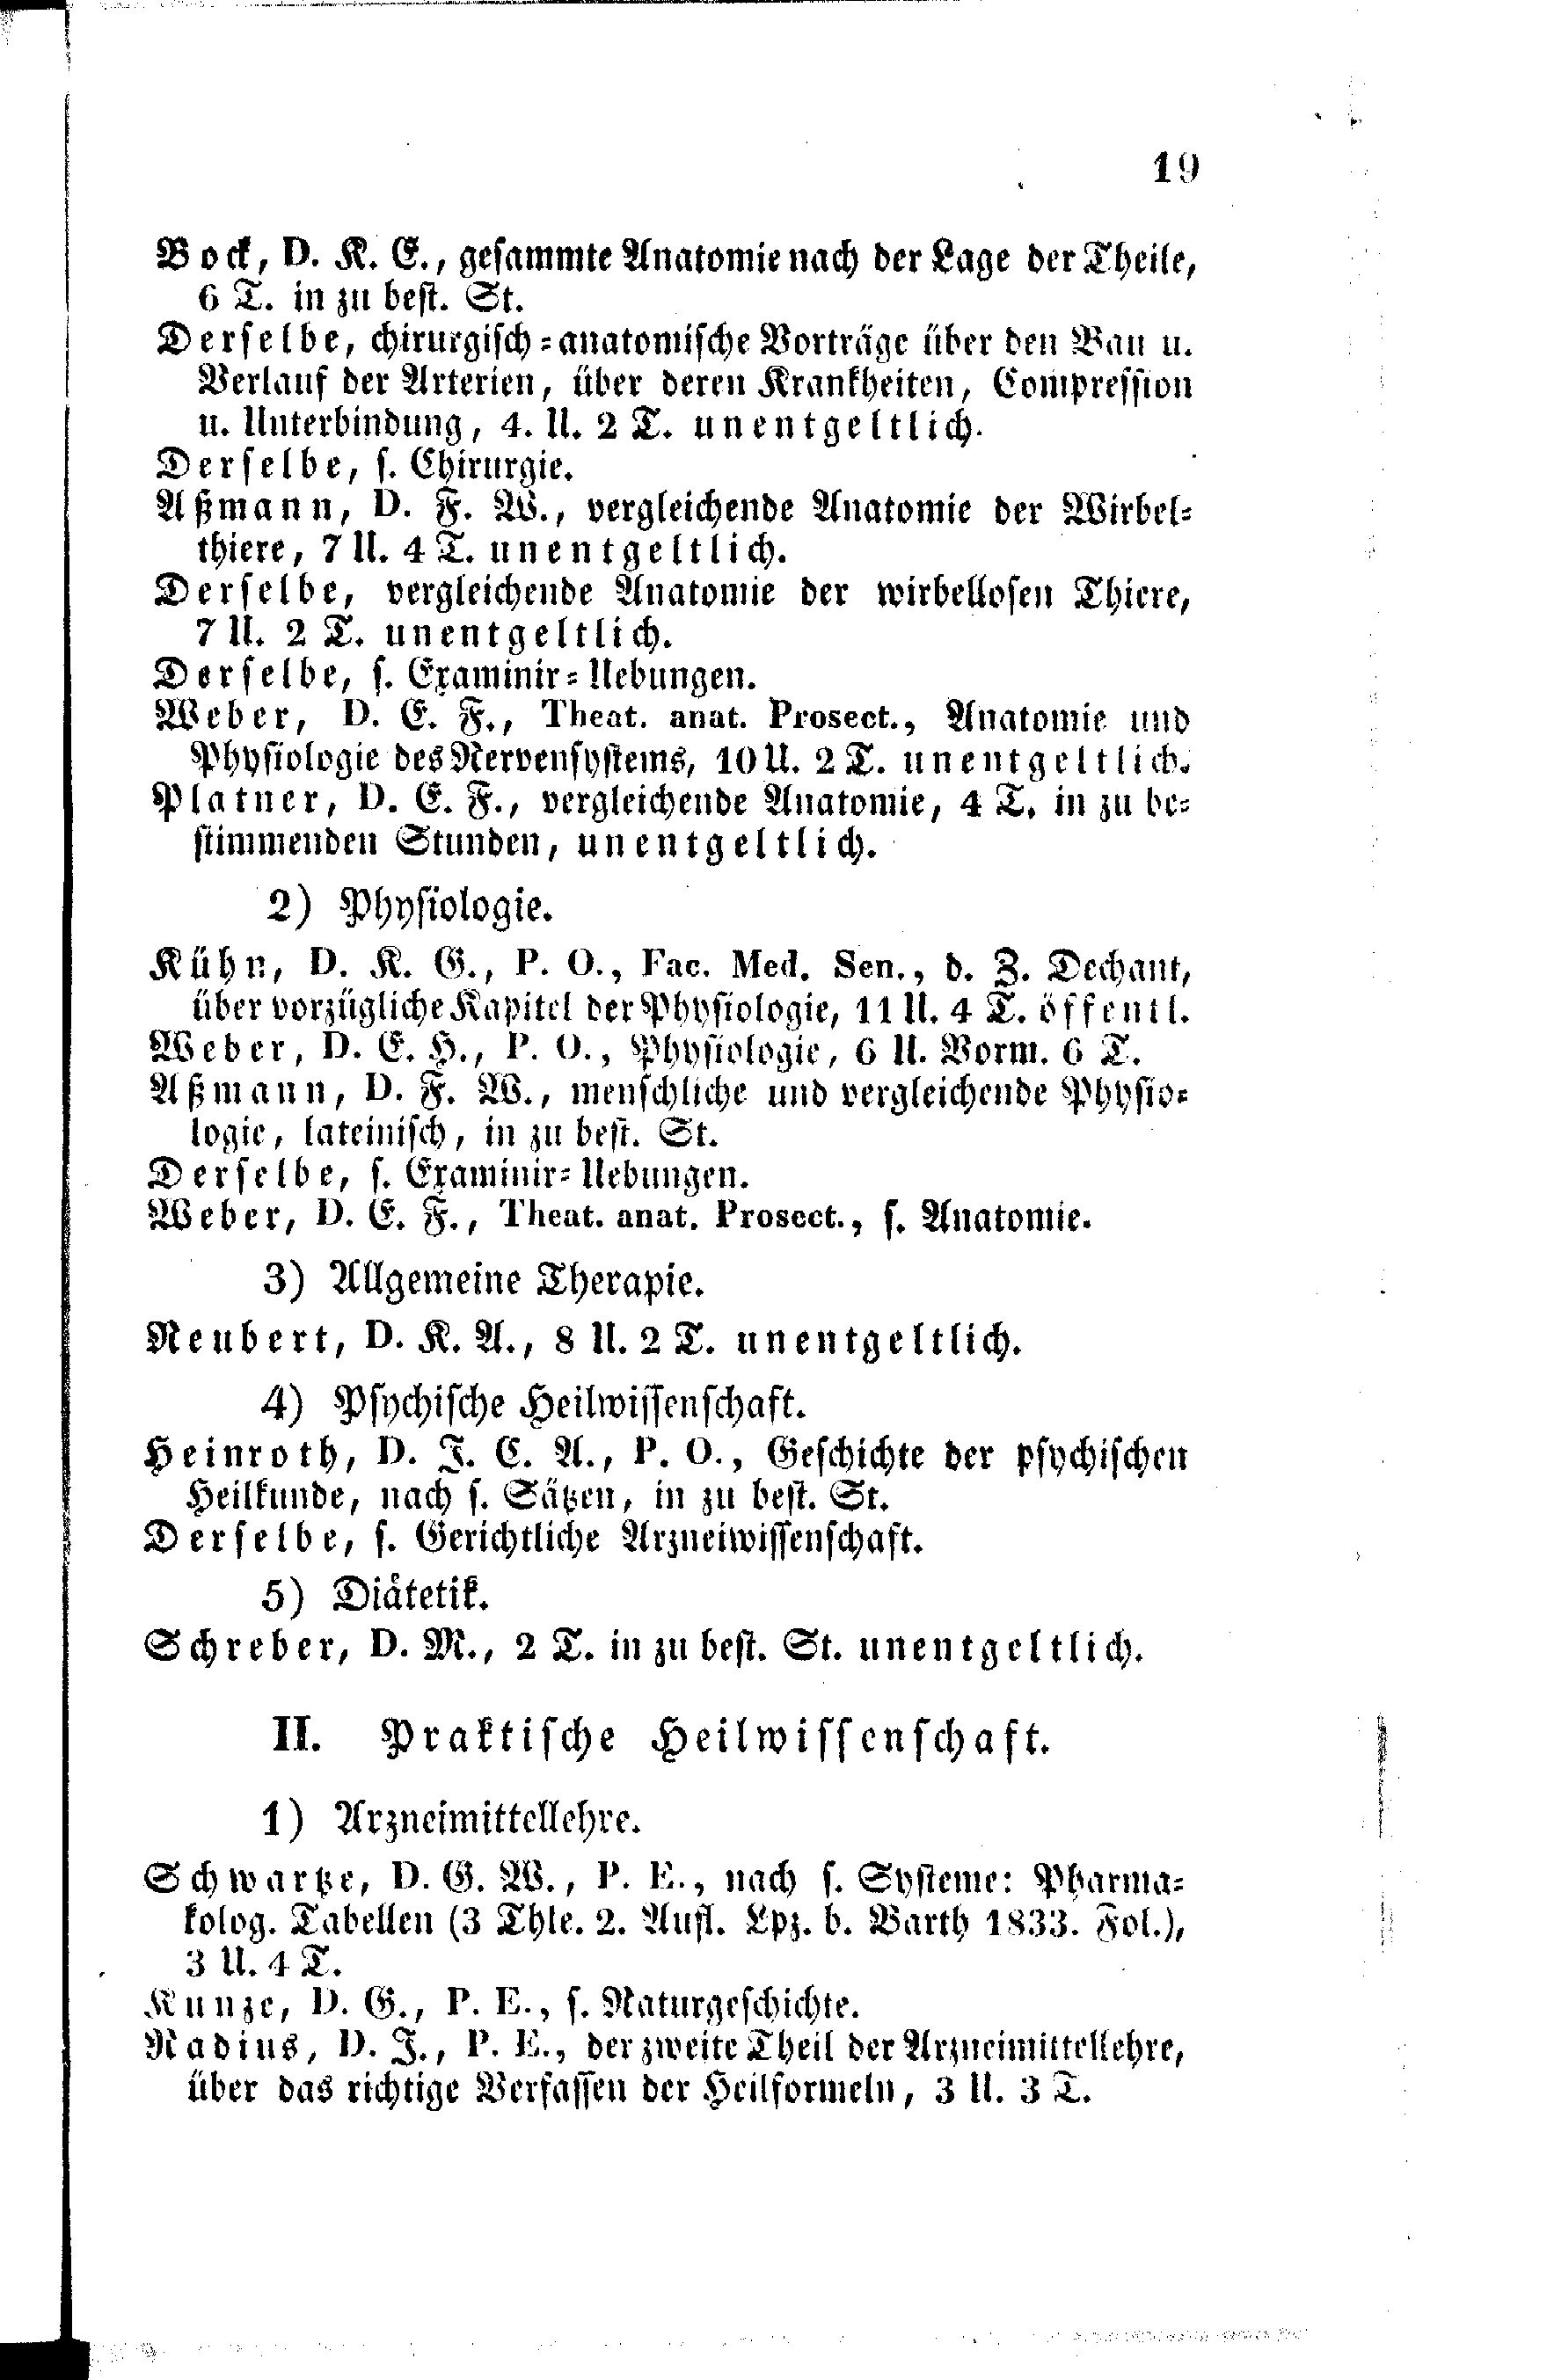 19
Bock, D. K. E., gesammte Anatomie nach der Lage der Theile,
6 T. in zu best. St.
Derselbe, chirurgisch-anatomische Vorträge über den Bau u.
Verlauf der Arterien, über deren Krankheiten, Compression
u. Unterbindung, 4. U. 2 T. unentgeltlich.
Derselbe, s. Chirurgie.
Aßmann, D. F. W., vergleichende Anatomie der Wirbel-
thiere, 7 U. 4 T. unentgeltlich.
Derselbe, vergleichende Anatomie der wirbellosen Thiere,
7 U. 2 T. unentgeltlich.
Derselbe, s. Examinir-Uebungen.
Weber, D. E. F., Theat. anat. Prosect., Anatomie und
Physiologie des Nervensystems, 10 U. 2 T. unentgeltlich.
Platner, D. E. F., vergleichende Anatomie, 4 T. in zu be-
stimmenden Stunden, unentgeltlich.
2) Physiologie.
Kühn, D. K. G., P. O., Fac. Med. Sen., d. Z. Dechant,
über vorzügliche Kapitel der Physiologie, 11 U. 4 T. öffentl.
Weber, D. E. H., P. O., Physiologie, 6 U. Vorm. 6 T.
Aßmann, D. F. W., menschliche und vergleichende Physio-
logie, lateinisch, in zu best. St.
Derselbe, s. Examinir-Uebungen.
Weber, D. E. F., Theat. anat. Prosect., s. Anatomie.
3) Allgemeine Therapie.
Neubert, D. K. A., 8 U. 2 T. unentgeltlich.
4) Psychische Heilwissenschaft.
Heinroth, D. J. C. A., P. O., Geschichte der psychischen
Heilkunde, nach s. Sätzen, in zu best. St.
Derselbe, s. Gerichtliche Arzneiwissenschaft.
5) Diätetik.
Schreber, D. M., 2 T. in zu best. St. unentgeltlich.
II. Praktische Heilwissenschaft.
1) Arzneimittellehre.
Schwartze, D. G. W., P. E., nach s. Systeme: Pharma-
kolog. Tabellen (3 Thle. 2. Aufl. Lpz. b. Barth 1833. Fol.),
3 U. 4 T.
Kunze, D. G., P. E., s. Naturgeschichte.
Radius, D. J., P. E., der zweite Theil der Arzneimittellehre,
über das richtige Verfassen der Heilformeln, 3 U. 3 T.